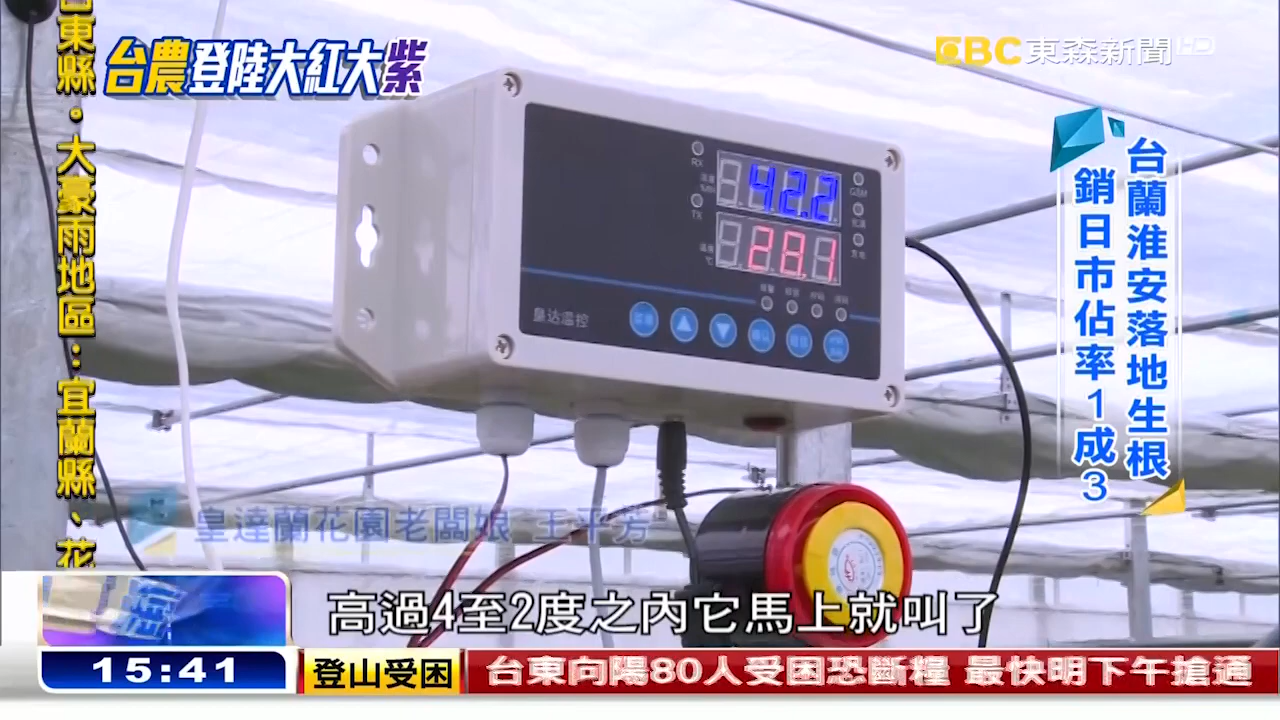 台東縣。大豪雨地區：宜蘭縣、花
台農登陸大紅大紫
EBC東森新聞HD
台蘭淮安落地生根
銷日市佔率1成3
RX
TX
GSM
42.2
28.1
皇达温控
皇達蘭花園老闆娘 王平芳
高過4至2度之內它馬上就叫了
15:41
登山受困
台東向陽80人受困恐斷糧 最快明下午搶通